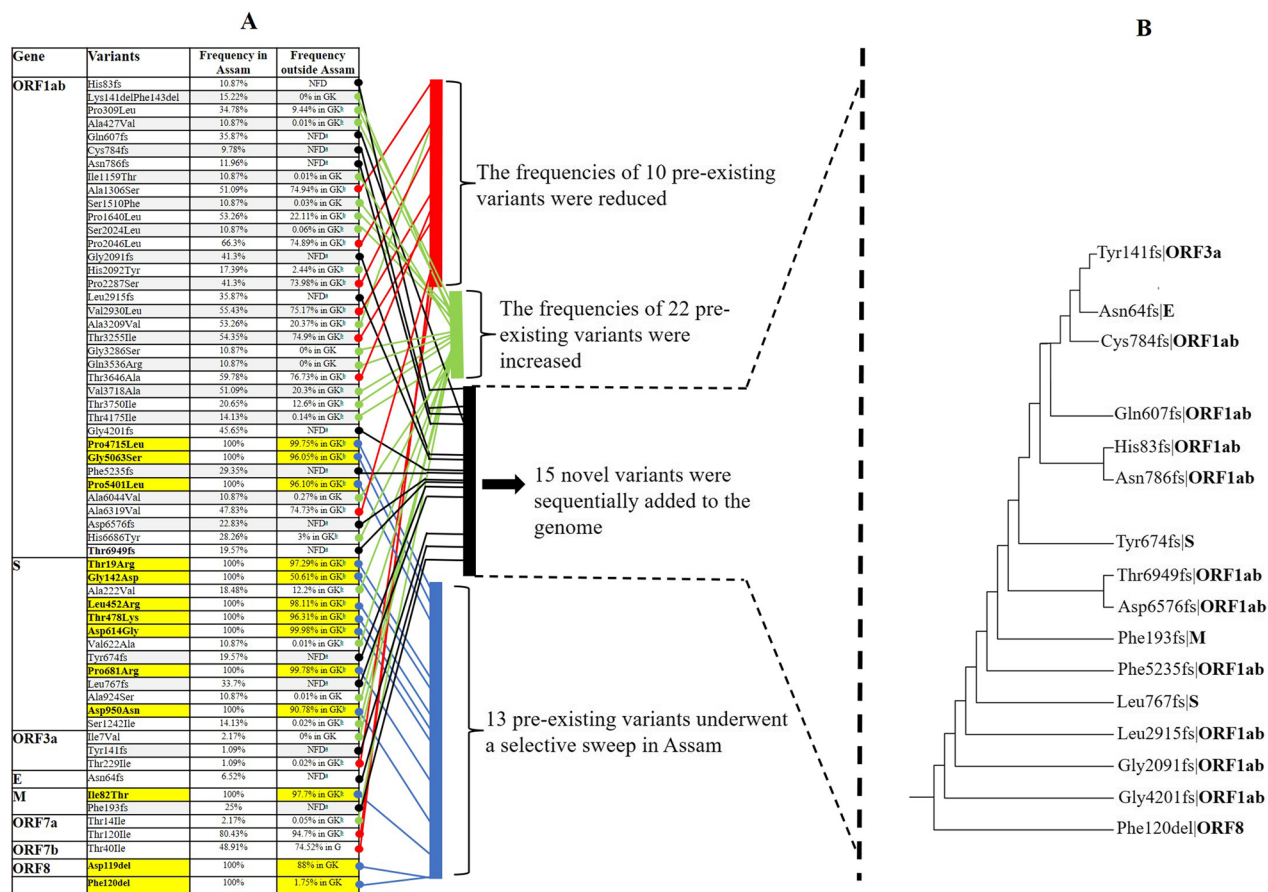 A
B
Gene Variants Frequency in Assam Frequency outside Assam
ORF1ab His83fs 10.87% NFD
Lys141delPhe143del 15.22% 0% in GK
Pro309Leu 34.78% 9.44% in GK
Ala427Val 10.87% 0.01% in GK
Gln607fs 35.87% NFD
Cys784fs 9.78% NFD
Asn786fs 11.96% NFD
Ile1159Thr 10.87% 0.01% in GK
Ala1306Ser 51.09% 74.94% in GK
Ser1510Phe 10.87% 0.03% in GK
Pro1640Leu 53.26% 22.11% in GK
Ser2024Leu 10.87% 0.06% in GK
Pro2046Leu 66.3% 74.89% in GK
Gly2091fs 41.3% NFD
His2092Tyr 17.39% 2.44% in GK
Pro2287Ser 41.3% 73.98% in GK
Leu2915fs 35.87% NFD
Val2930Leu 55.43% 75.17% in GK
Ala3209Val 53.26% 20.37% in GK
Thr3255Ile 54.35% 74.9% in GK
Gly3286Ser 10.87% 0% in GK
Gln3536Arg 10.87% 0% in GK
Thr3646Ala 59.78% 76.73% in GK
Val3718Ala 51.09% 20.3% in GK
Thr3750Ile 20.65% 12.6% in GK
Thr4175Ile 14.13% 0.14% in GK
Gly4201fs 45.65% NFD
Pro4715Leu 100% 99.75% in GK
Gly5063Ser 100% 96.05% in GK
Phe5235fs 29.35% NFD
Pro5401Leu 100% 96.10% in GK
Ala6044Val 10.87% 0.27% in GK
Ala6319Val 47.83% 74.73% in GK
Asp6576fs 22.83% NFD
His6686Tyr 28.26% 3% in GK
Thr6949fs 19.57% NFD
S Thr19Arg 100% 97.29% in GK
Gly142Asp 100% 50.61% in GK
Ala222Val 18.48% 12.2% in GK
Leu452Arg 100% 98.11% in GK
Thr478Lys 100% 96.31% in GK
Asp614Gly 100% 99.98% in GK
Val622Ala 10.87% 0.01% in GK
Tyr674fs 19.57% NFD
Pro681Arg 100% 99.78% in GK
Leu767fs 33.7% NFD
Ala924Ser 10.87% 0.01% in GK
Asp950Asn 100% 90.78% in GK
Ser1242Ile 14.13% 0.02% in GK
ORF3a Ile7Val 2.17% 0% in GK
Tyr141fs 1.09% NFD
Thr229Ile 1.09% 0.02% in GK
E Asn64fs 6.52% NFD
M Ile82Thr 100% 97.7% in GK
Phe193fs 25% NFD
ORF7a Thr14Ile 2.17% 0.05% in GK
Thr120Ile 80.43% 94.7% in GK
ORF7b Thr40Ile 48.91% 74.52% in G
ORF8 Asp119del 100% 88% in GK
Phe120del 100% 1.75% in GK
The frequencies of 10 pre-existing
variants were reduced
The frequencies of 22 pre-
existing variants were
increased
15 novel variants were
sequentially added to the
genome
13 pre-existing variants underwent
a selective sweep in Assam
Tyr141fs|ORF3a
Asn64fs|E
Cys784fs|ORF1ab
Gln607fs|ORF1ab
His83fs|ORF1ab
Asn786fs|ORF1ab
Tyr674fs|S
Thr6949fs|ORF1ab
Asp6576fs|ORF1ab
Phe193fs|M
Phe5235fs|ORF1ab
Leu767fs|S
Leu2915fs|ORF1ab
Gly2091fs|ORF1ab
Gly4201fs|ORF1ab
Phe120del|ORF8